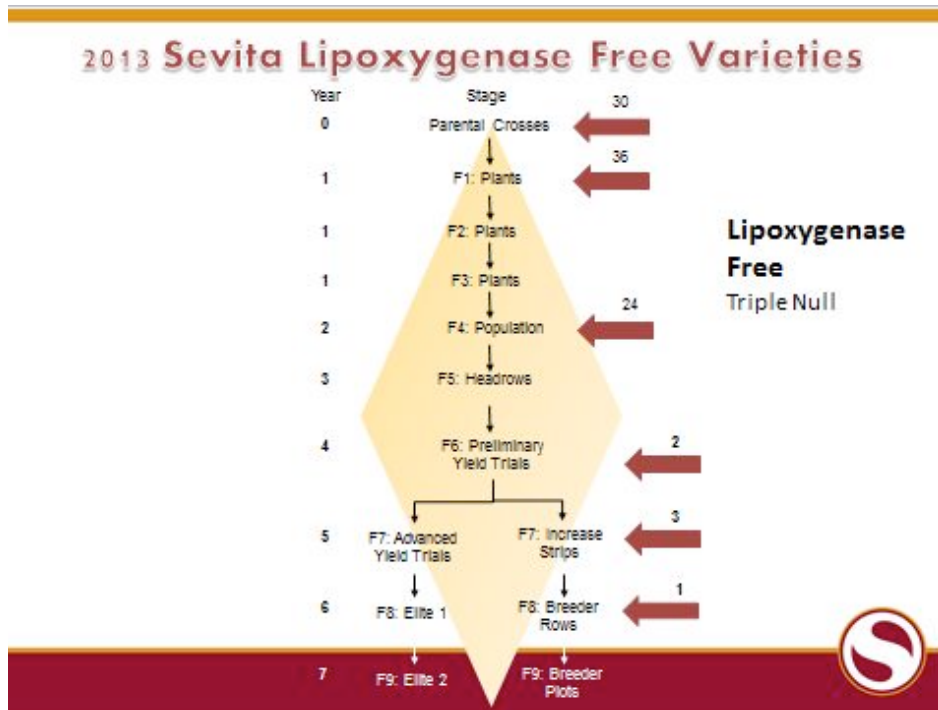 2013 Sevita Lipoxygenase Free Varieties
Year Stage 30
0 Parental Crosses
36
1 F1: Plants
Lipoxygenase
Free
Triple Null
1 F2: Plants
1 F3: Plants
24
2 F4: Population
3 F5: Headrows
4 F6: Preliminary
Yield Trials
2
5 F7: Advanced
Yield Trials
F7: Increase
Strips
3
6 F8: Elite 1
F8: Breeder
Rows
1
7 F9: Elite 2
F9: Breeder
Plots
S